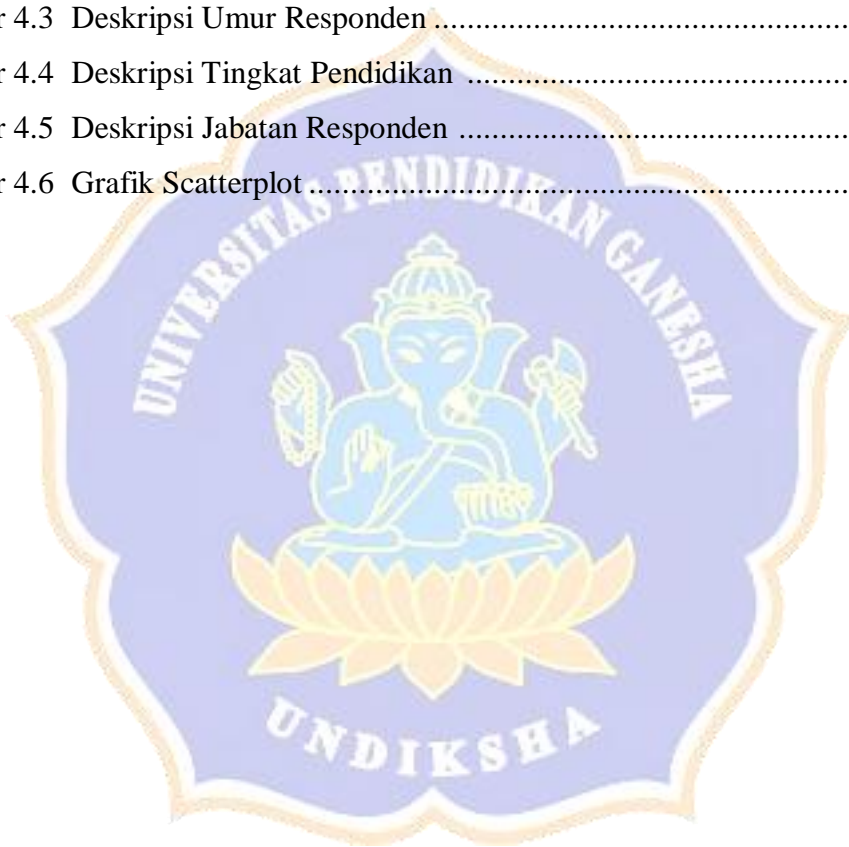 r 4.3 Deskripsi Umur Responden ....................................................
r 4.4 Deskripsi Tingkat Pendidikan ................................................
r 4.5 Deskripsi Jabatan Responden .................................................
r 4.6 Grafik Scatterplot ....................................................................
UNIVERSITAS PENDIDIKAN GANESHA
UNDIKSHA